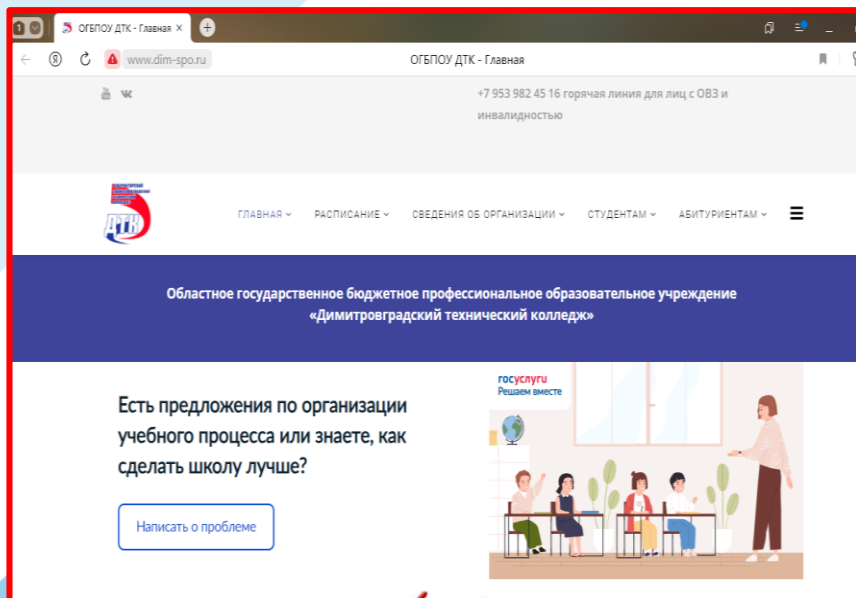 1
ОГБПОУ ДТК - Главная
www.dim-spo.ru
ОГБПОУ ДТК - Главная
+7 953 982 45 16 горячая линия для лиц с ОВЗ и
инвалидностью
ДТК
ГЛАВНАЯ
РАСПИСАНИЕ
СВЕДЕНИЯ ОБ ОРГАНИЗАЦИИ
СТУДЕНТАМ
АБИТУРИЕНТАМ
Областное государственное бюджетное профессиональное образовательное учреждение
«Димитровградский технический колледж»
Есть предложения по организации
учебного процесса или знаете, как
сделать школу лучше?
Написать о проблеме
госуслуги
Решаем вместе